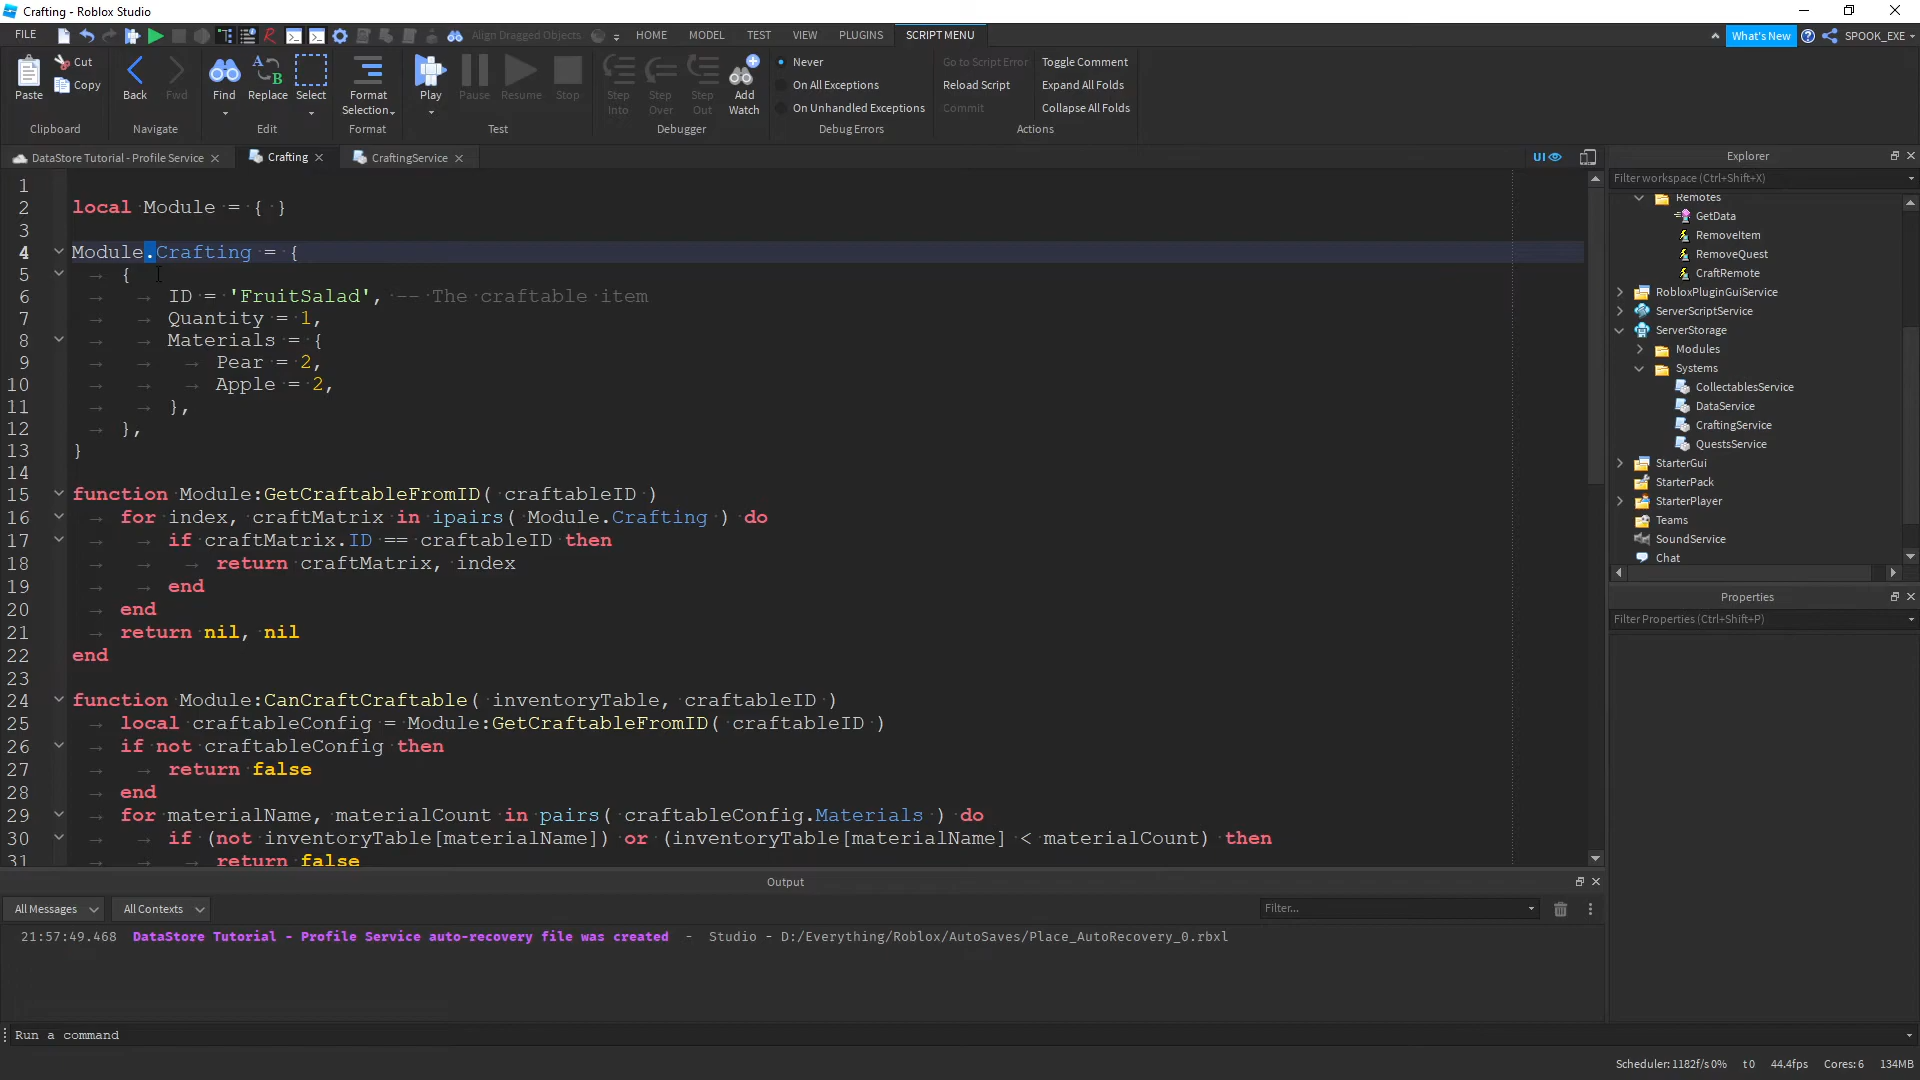 Crafting - Roblox Studio
FILE
Align Dragged Objects
HOME
MODEL
TEST
VIEW
PLUGINS
SCRIPT MENU
What's New
SPOOK_EXE
Paste
Cut
Copy
Clipboard
Back
Fwd
Navigate
Find
Replace
Select
Edit
Format
Selection
Format
Play
Pause
Resume
Stop
Test
Step
Into
Step
Over
Step
Out
Add
Watch
Debugger
Never
On All Exceptions
On Unhandled Exceptions
Debug Errors
Go to Script Error
Reload Script
Commit
Toggle Comment
Expand All Folds
Collapse All Folds
Actions
DataStore Tutorial - Profile Service
Crafting
CraftingService
UI
1
2 local Module = { }
3
4 Module.Crafting = {
5 {
6 ID = 'FruitSalad', -- The craftable item
7 Quantity = 1,
8 Materials = {
9 Pear = 2,
10 Apple = 2,
11 },
12 },
13 }
14
15 function Module:GetCraftableFromID( craftableID )
16 for index, craftMatrix in ipairs( Module.Crafting ) do
17 if craftMatrix.ID == craftableID then
18 return craftMatrix, index
19 end
20 end
21 return nil, nil
22 end
23
24 function Module:CanCraftCraftable( inventoryTable, craftableID )
25 local craftableConfig = Module:GetCraftableFromID( craftableID )
26 if not craftableConfig then
27 return false
28 end
29 for materialName, materialCount in pairs( craftableConfig.Materials ) do
30 if (not inventoryTable[materialName]) or (inventoryTable[materialName] < materialCount) then
31 return false
Explorer
Filter workspace (Ctrl+Shift+X)
Remotes
GetData
RemoveItem
RemoveQuest
CraftRemote
RobloxPluginGuiService
ServerScriptService
ServerStorage
Modules
Systems
CollectablesService
DataService
CraftingService
QuestsService
StarterGui
StarterPack
StarterPlayer
Teams
SoundService
Chat
Properties
Filter Properties (Ctrl+Shift+P)
Output
All Messages
All Contexts
Filter...
21:57:49.468 DataStore Tutorial - Profile Service auto-recovery file was created - Studio - D:/Everything/Roblox/AutoSaves/Place_AutoRecovery_0.rbxl
Run a command
Scheduler: 1182f/s 0% t 0 44.4fps Cores: 6 134MB